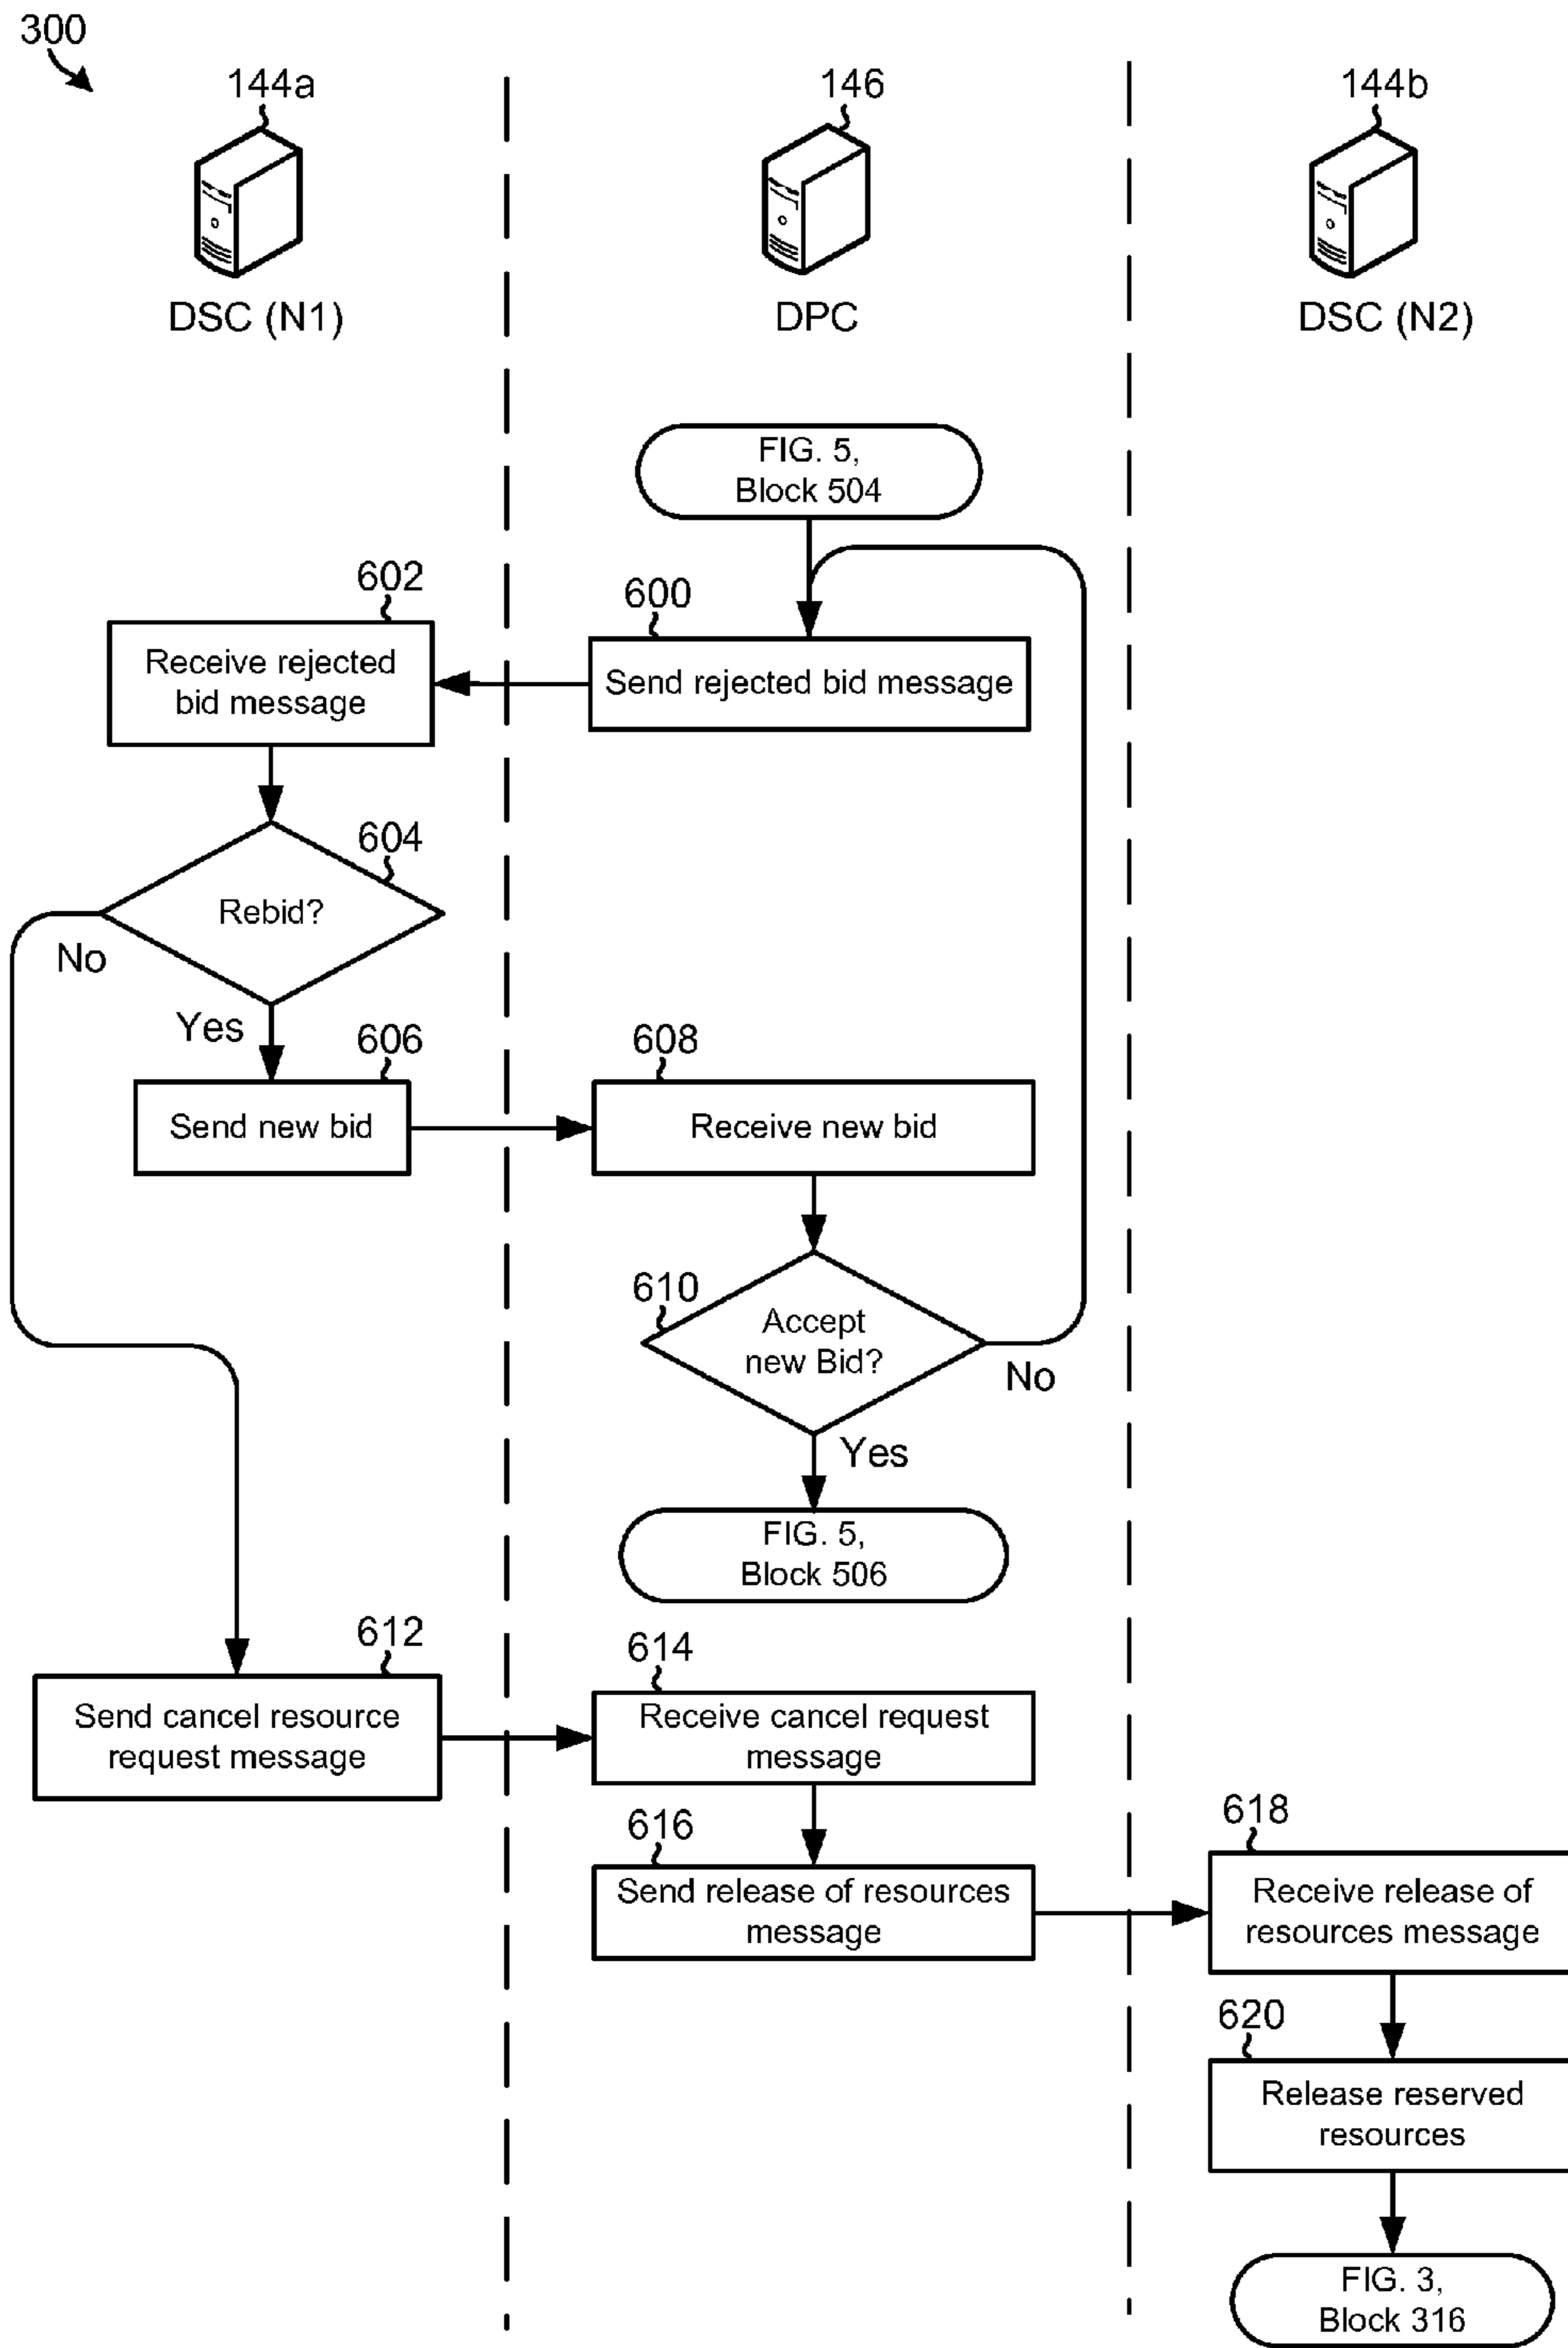 300
144a
146
144b
DSC (N1)
DPC
DSC (N2)
FIG. 5,
Block 504
602
600
Receive rejected
bid message
Send rejected bid message
604
Rebid?
No
Yes
606
608
Send new bid
Receive new bid
610
Accept
new Bid?
No
Yes
FIG. 5,
Block 506
612
614
Send cancel resource
request message
Receive cancel request
message
616
618
Send release of resources
message
Receive release of
resources message
620
Release reserved
resources
FIG. 3,
Block 316